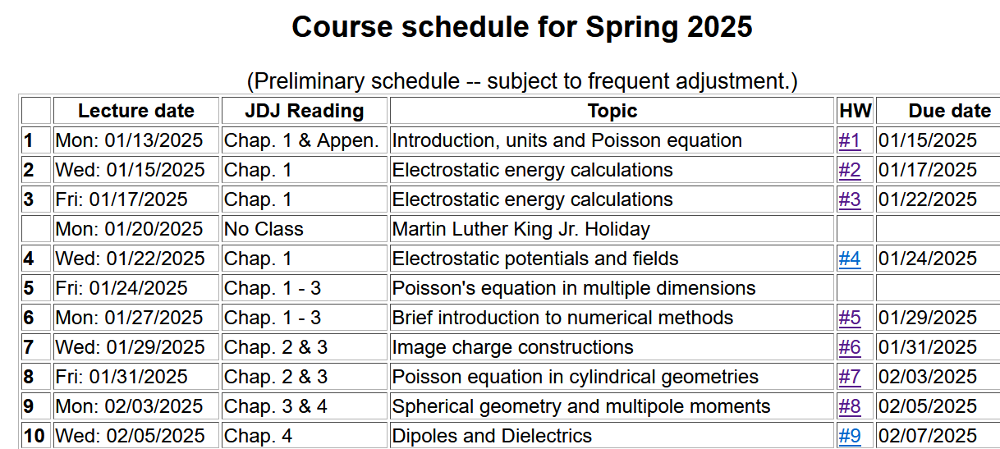 Course schedule for Spring 2025
(Preliminary schedule -- subject to frequent adjustment.)
Lecture date JDJ Reading Topic HW Due date
1 Mon: 01/13/2025 Chap. 1 & Appen. Introduction, units and Poisson equation #1 01/15/2025
2 Wed: 01/15/2025 Chap. 1 Electrostatic energy calculations #2 01/17/2025
3 Fri: 01/17/2025 Chap. 1 Electrostatic energy calculations #3 01/22/2025
Mon: 01/20/2025 No Class Martin Luther King Jr. Holiday
4 Wed: 01/22/2025 Chap. 1 Electrostatic potentials and fields #4 01/24/2025
5 Fri: 01/24/2025 Chap. 1 - 3 Poisson's equation in multiple dimensions
6 Mon: 01/27/2025 Chap. 1 - 3 Brief introduction to numerical methods #5 01/29/2025
7 Wed: 01/29/2025 Chap. 2 & 3 Image charge constructions #6 01/31/2025
8 Fri: 01/31/2025 Chap. 2 & 3 Poisson equation in cylindrical geometries #7 02/03/2025
9 Mon: 02/03/2025 Chap. 3 & 4 Spherical geometry and multipole moments #8 02/05/2025
10 Wed: 02/05/2025 Chap. 4 Dipoles and Dielectrics #9 02/07/2025